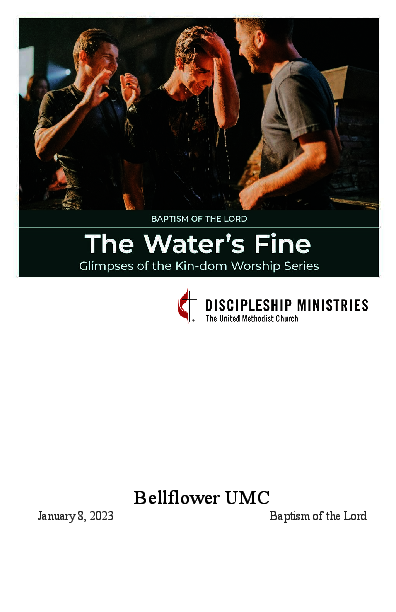 BAPTISM OF THE LORD
The Water's Fine
Glimpses of the Kin-dom Worship Series
DISCIPLESHIP MINISTRIES
The United Methodist Church
Bellflower UMC
January 8, 2023 Baptism of the Lord